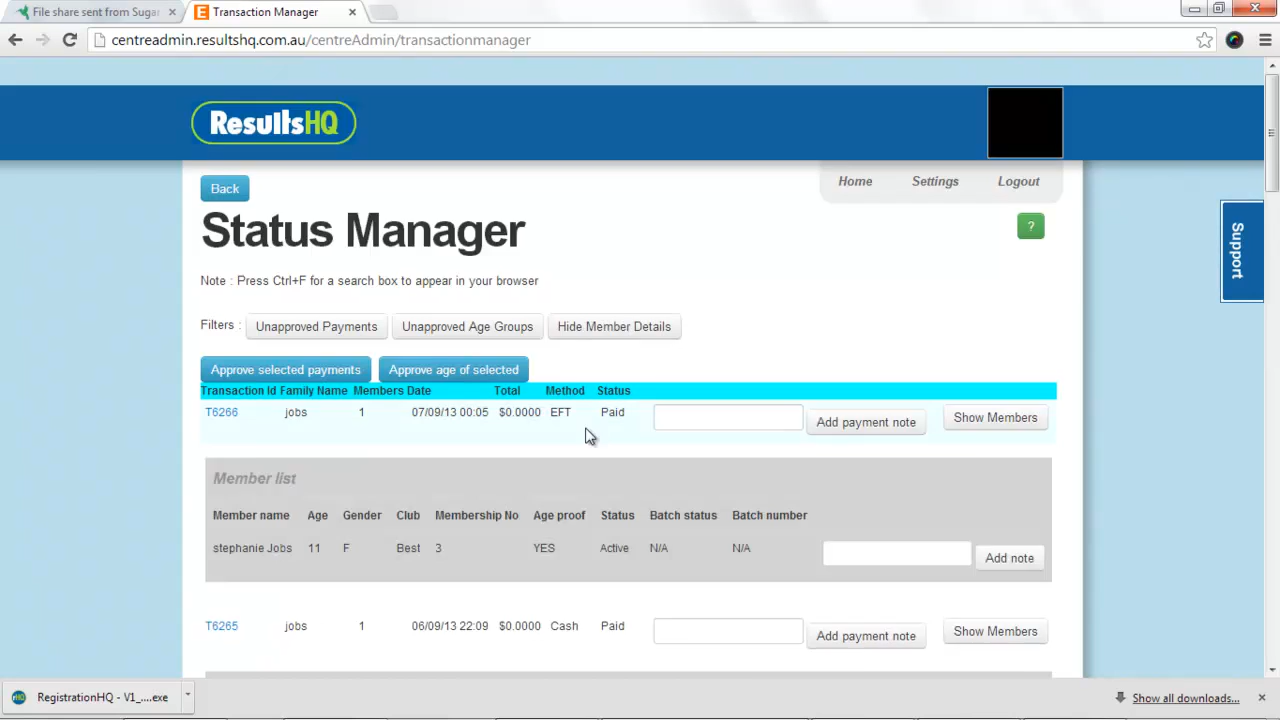 File share sent from Sugar
Transaction Manager
centreadmin.resultshq.com.au/centreAdmin/transactionmanager
ResultsHQ
Back
Home Settings Logout
Status Manager
?
Support
Note : Press Ctrl+F for a search box to appear in your browser
Filters : Unapproved Payments Unapproved Age Groups Hide Member Details
Approve selected payments Approve age of selected
Transaction Id Family Name Members Date Total Method Status
T6266 jobs 1 07/09/13 00:05 $0.0000 EFT Paid Add payment note Show Members
Member list
Member name Age Gender Club Membership No Age proof Status Batch status Batch number
stephanie Jobs 11 F Best 3 YES Active N/A N/A Add note
T6265 jobs 1 06/09/13 22:09 $0.0000 Cash Paid Add payment note Show Members
RegistrationHQ - V1_....exe
Show all downloads...